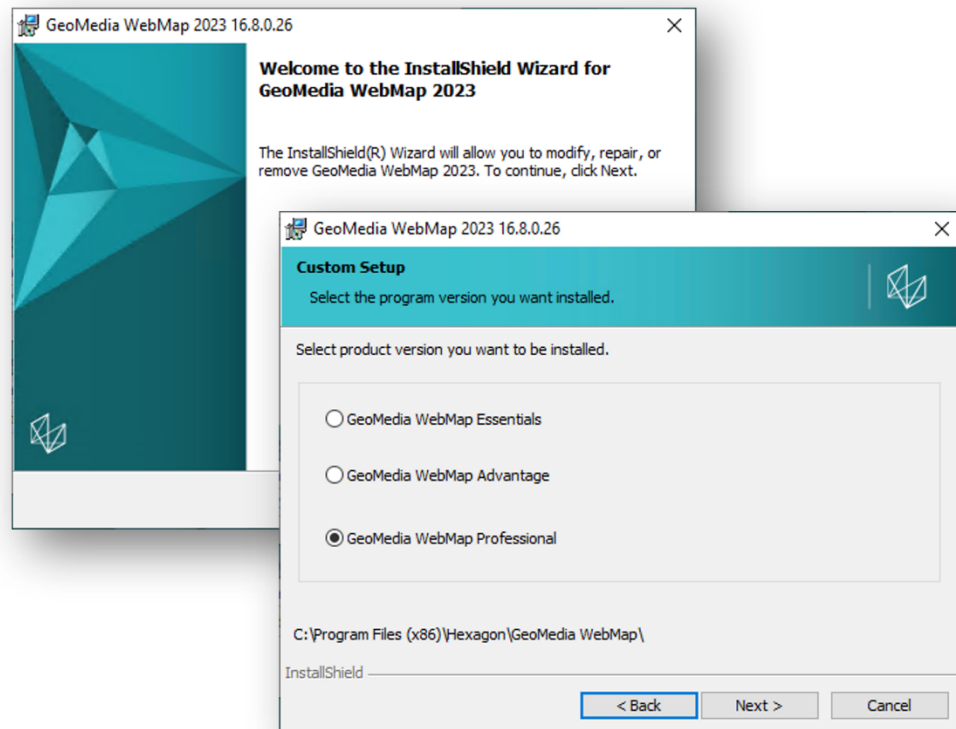 GeoMedia WebMap 2023 16.8.0.26
Welcome to the InstallShield Wizard for
GeoMedia WebMap 2023
The InstallShield(R) Wizard will allow you to modify, repair, or
remove GeoMedia WebMap 2023. To continue, click Next.
GeoMedia WebMap 2023 16.8.0.26
Custom Setup
Select the program version you want installed.
Select product version you want to be installed.
GeoMedia WebMap Essentials
GeoMedia WebMap Advantage
GeoMedia WebMap Professional
C:\Program Files (x86)\Hexagon\GeoMedia WebMap\
InstallShield
< Back Next > Cancel